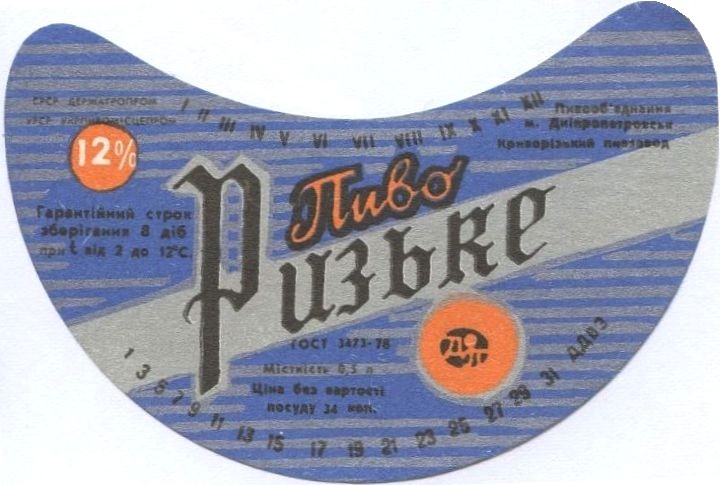 СРСР ДЕРЖАГРОПРОМ
УРСР УКРПИВОМІСЦЕПРОМ
I II III IV V VI VII VIII IX X XI XII
Пивооб'єднання
м. Дніпропетровськ
Криворізький пивзавод
12%
Гарантійний строк
зберігання 8 діб
при t від 2 до 12°С.
Пиво
Ризьке
ГОСТ 3473-78
Місткість 0,5 л
Ціна без вартості
посуду 34 коп.
1 3 5 7 9 11 13 15 17 19 21 23 25 27 29 31 ДДВЗ